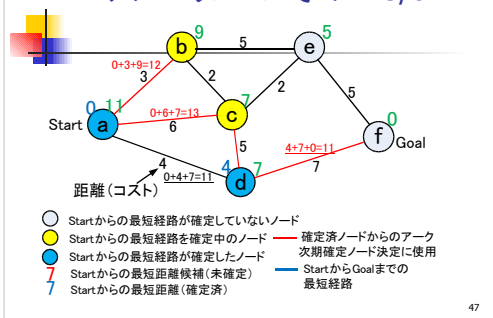 9
5
b
5
e
0+3+9=12
3
2
2
5
7
0 11
0+6+7=13
c
0
Start
a
6
f
Goal
5
4+7+0=11
4
4
7
7
0+4+7=11
d
距離(コスト)
Startからの最短経路が確定していないノード
Startからの最短経路を確定中のノード
確定済ノードからのアーク
次期確定ノード決定に使用
Startからの最短経路が確定したノード
7 Startからの最短距離候補(未確定)
StartからGoalまでの
最短経路
7 Startからの最短距離(確定済)
47